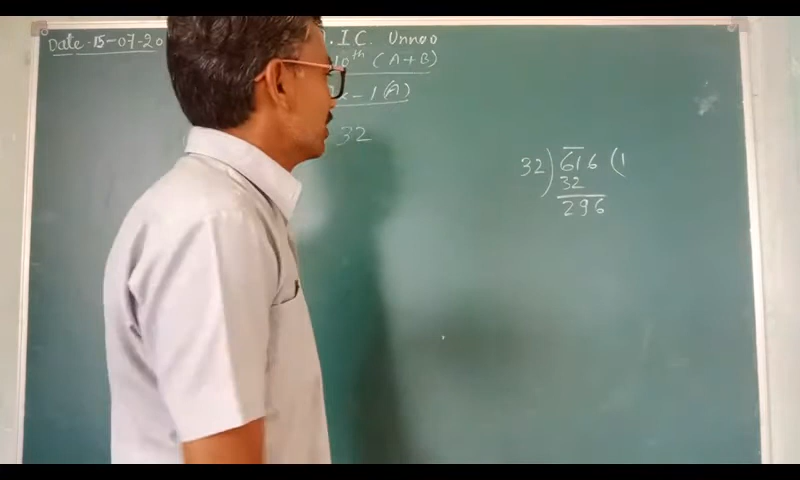 Date - 15-07-20
. I C. Unnao
10th (A+B)
- 1 (A)
32
32 ) 616 ( 1
32
296